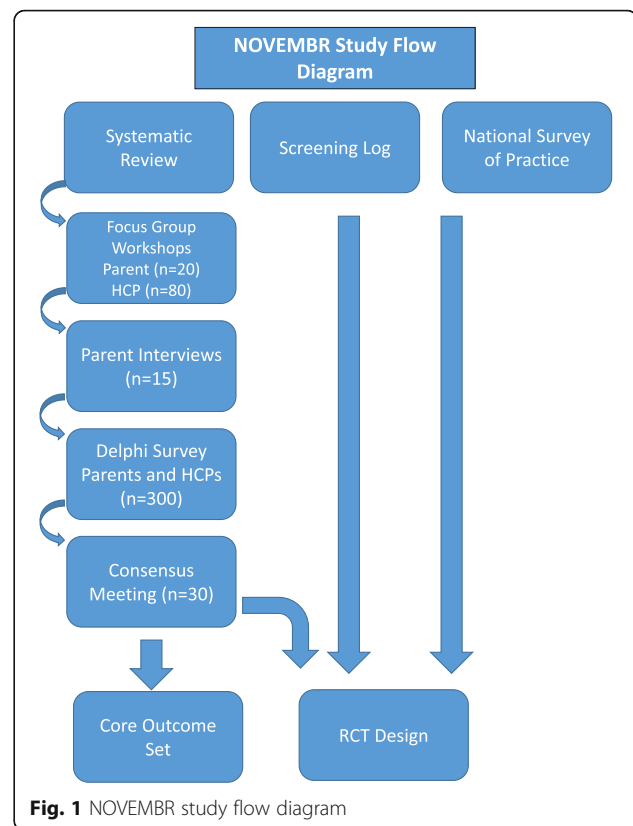 NOVEMBR Study Flow
Diagram
Systematic
Review
Screening Log
National Survey
of Practice
Focus Group
Workshops
Parent (n=20)
HCP (n=80)
Parent Interviews
(n=15)
Delphi Survey
Parents and HCPs
(n=300)
Consensus
Meeting (n=30)
Core Outcome
Set
RCT Design
Fig. 1 NOVEMBR study flow diagram